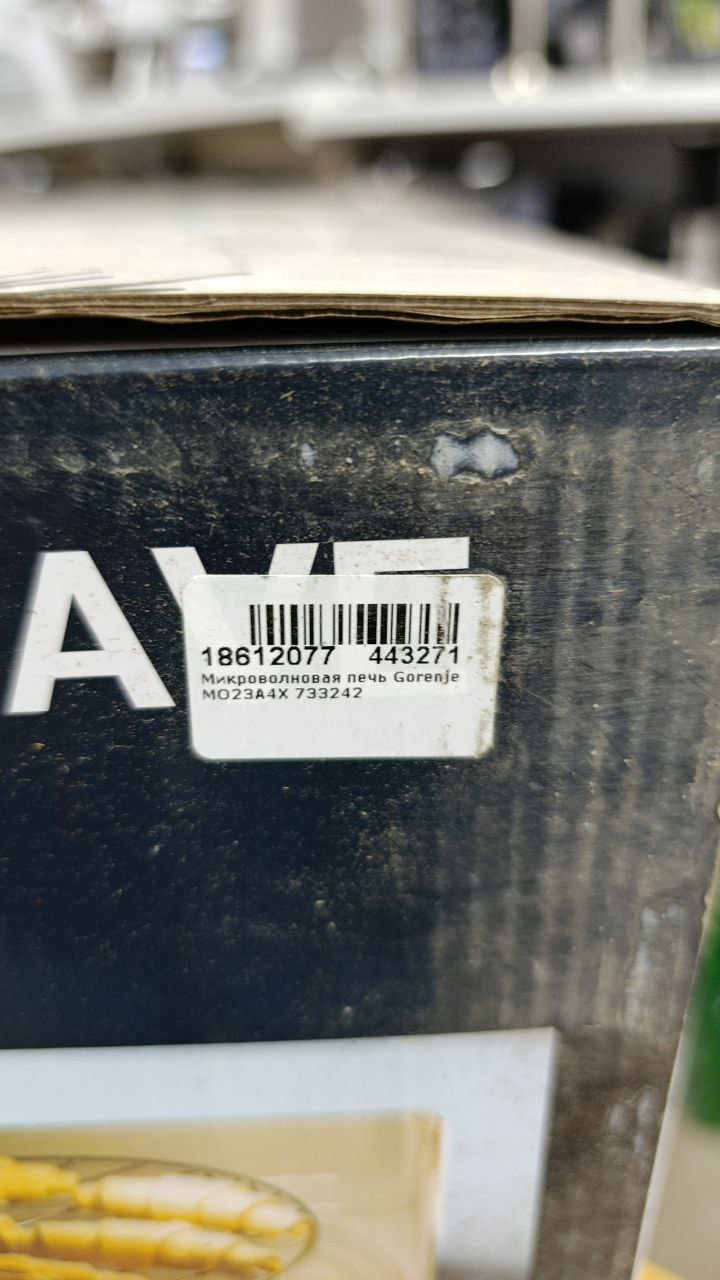 AVE
18612077 443271
Микроволновая печь Gorenje
MO23A4X 733242